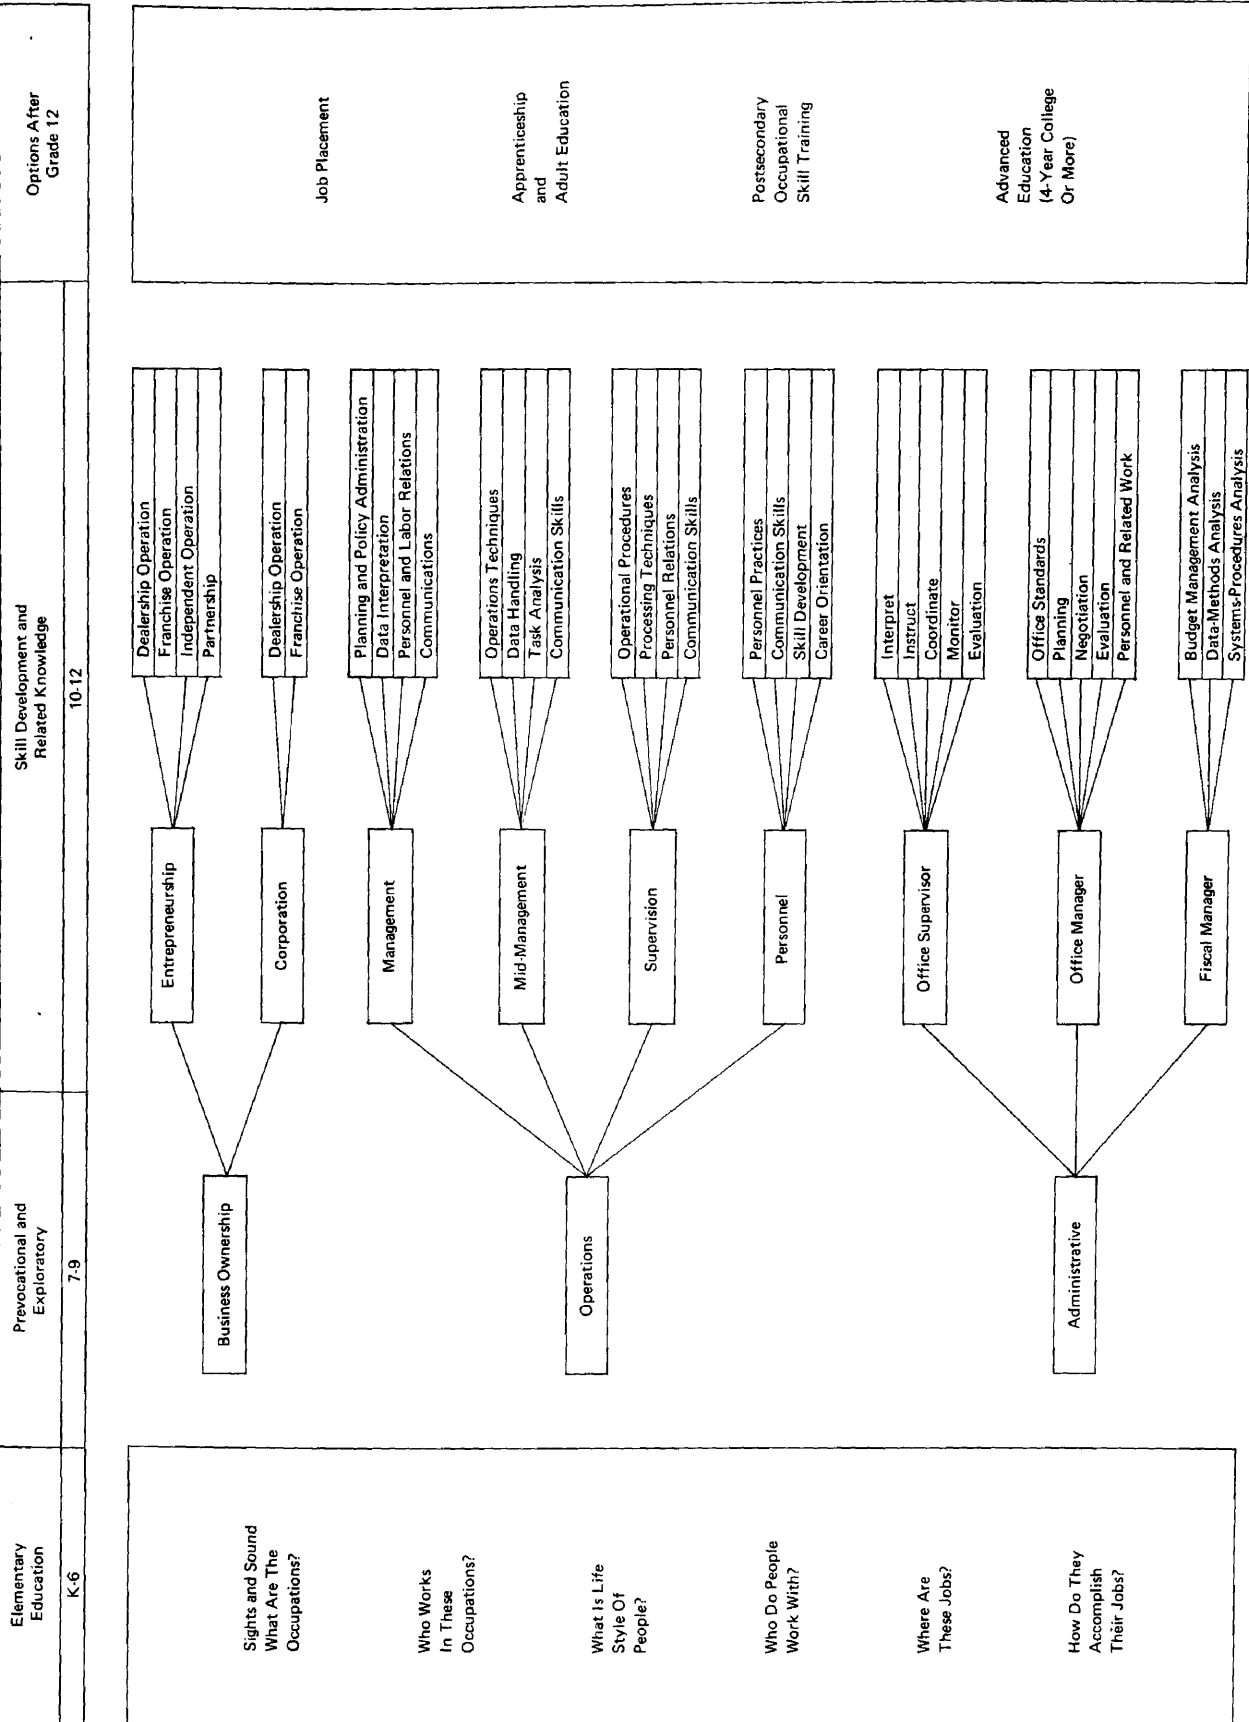 Elementary
Education
Prevocational and
Exploratory
Skill Development and
Related Knowledge
Options After
Grade 12
K-6
7-9
10-12
Sights and Sound
What Are The
Occupations?
Who Works
In These
Occupations?
What Is Life
Style Of
People?
Who Do People
Work With?
Where Are
These Jobs?
How Do They
Accomplish
Their Jobs?
Business Ownership
Operations
Administrative
Entrepreneurship
Corporation
Management
Mid-Management
Supervision
Personnel
Office Supervisor
Office Manager
Fiscal Manager
Dealership Operation
Franchise Operation
Independent Operation
Partnership
Dealership Operation
Franchise Operation
Planning and Policy Administration
Data Interpretation
Personnel and Labor Relations
Communications
Operations Techniques
Data Handling
Task Analysis
Communication Skills
Operational Procedures
Processing Techniques
Personnel Relations
Communication Skills
Personnel Practices
Communication Skills
Skill Development
Career Orientation
Interpret
Instruct
Coordinate
Monitor
Evaluation
Office Standards
Planning
Negotiation
Evaluation
Personnel and Related Work
Budget Management Analysis
Data-Methods Analysis
Systems-Procedures Analysis
Job Placement
Apprenticeship
and
Adult Education
Postsecondary
Occupational
Skill Training
Advanced
Education
(4-Year College
Or More)